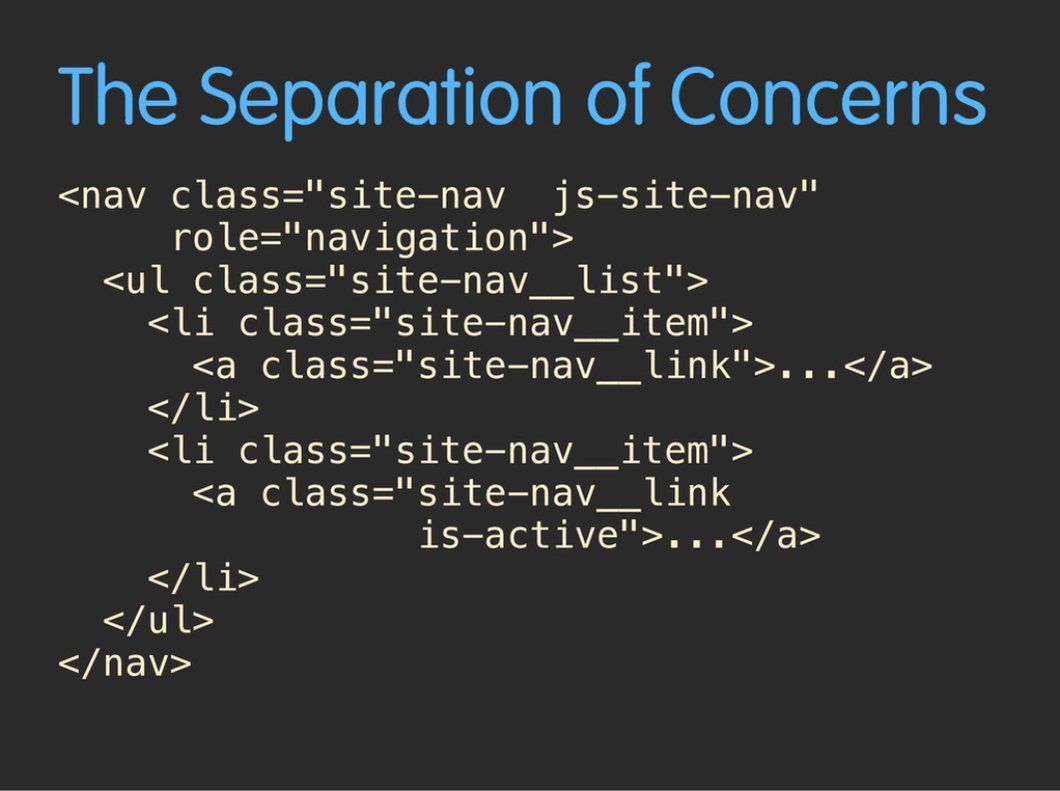 The Separation of Concerns
<nav class="site-nav  js-site-nav"
     role="navigation">
  <ul class="site-nav__list">
    <li class="site-nav__item">
      <a class="site-nav__link">...</a>
    </li>
    <li class="site-nav__item">
      <a class="site-nav__link
                is-active">...</a>
    </li>
  </ul>
</nav>